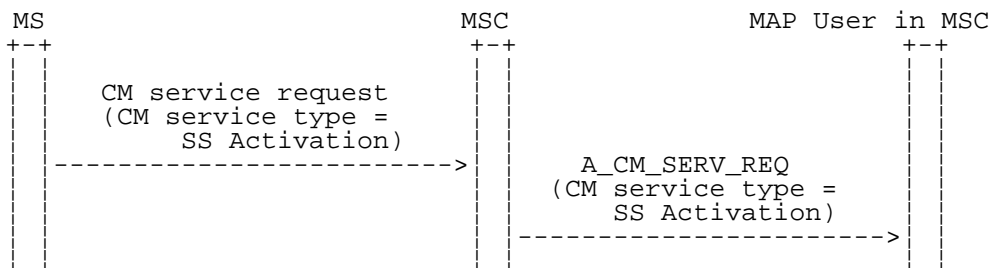 MS MSC MAP User in MSC
CM service request
(CM service type =
SS Activation)
A_CM_SERV_REQ
(CM service type =
SS Activation)